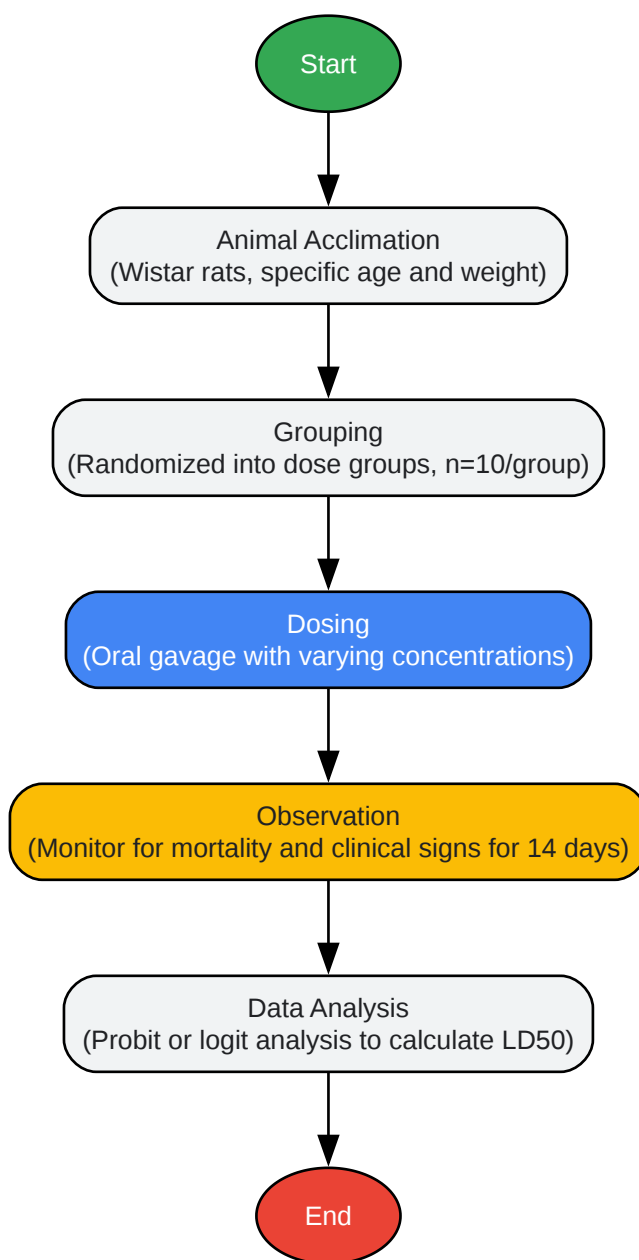 Start
Animal Acclimation
(Wistar rats, specific age and weight)
Grouping
(Randomized into dose groups, n=10/group)
Dosing
(Oral gavage with varying concentrations)
Observation
(Monitor for mortality and clinical signs for 14 days)
Data Analysis
(Probit or logit analysis to calculate LD50)
End